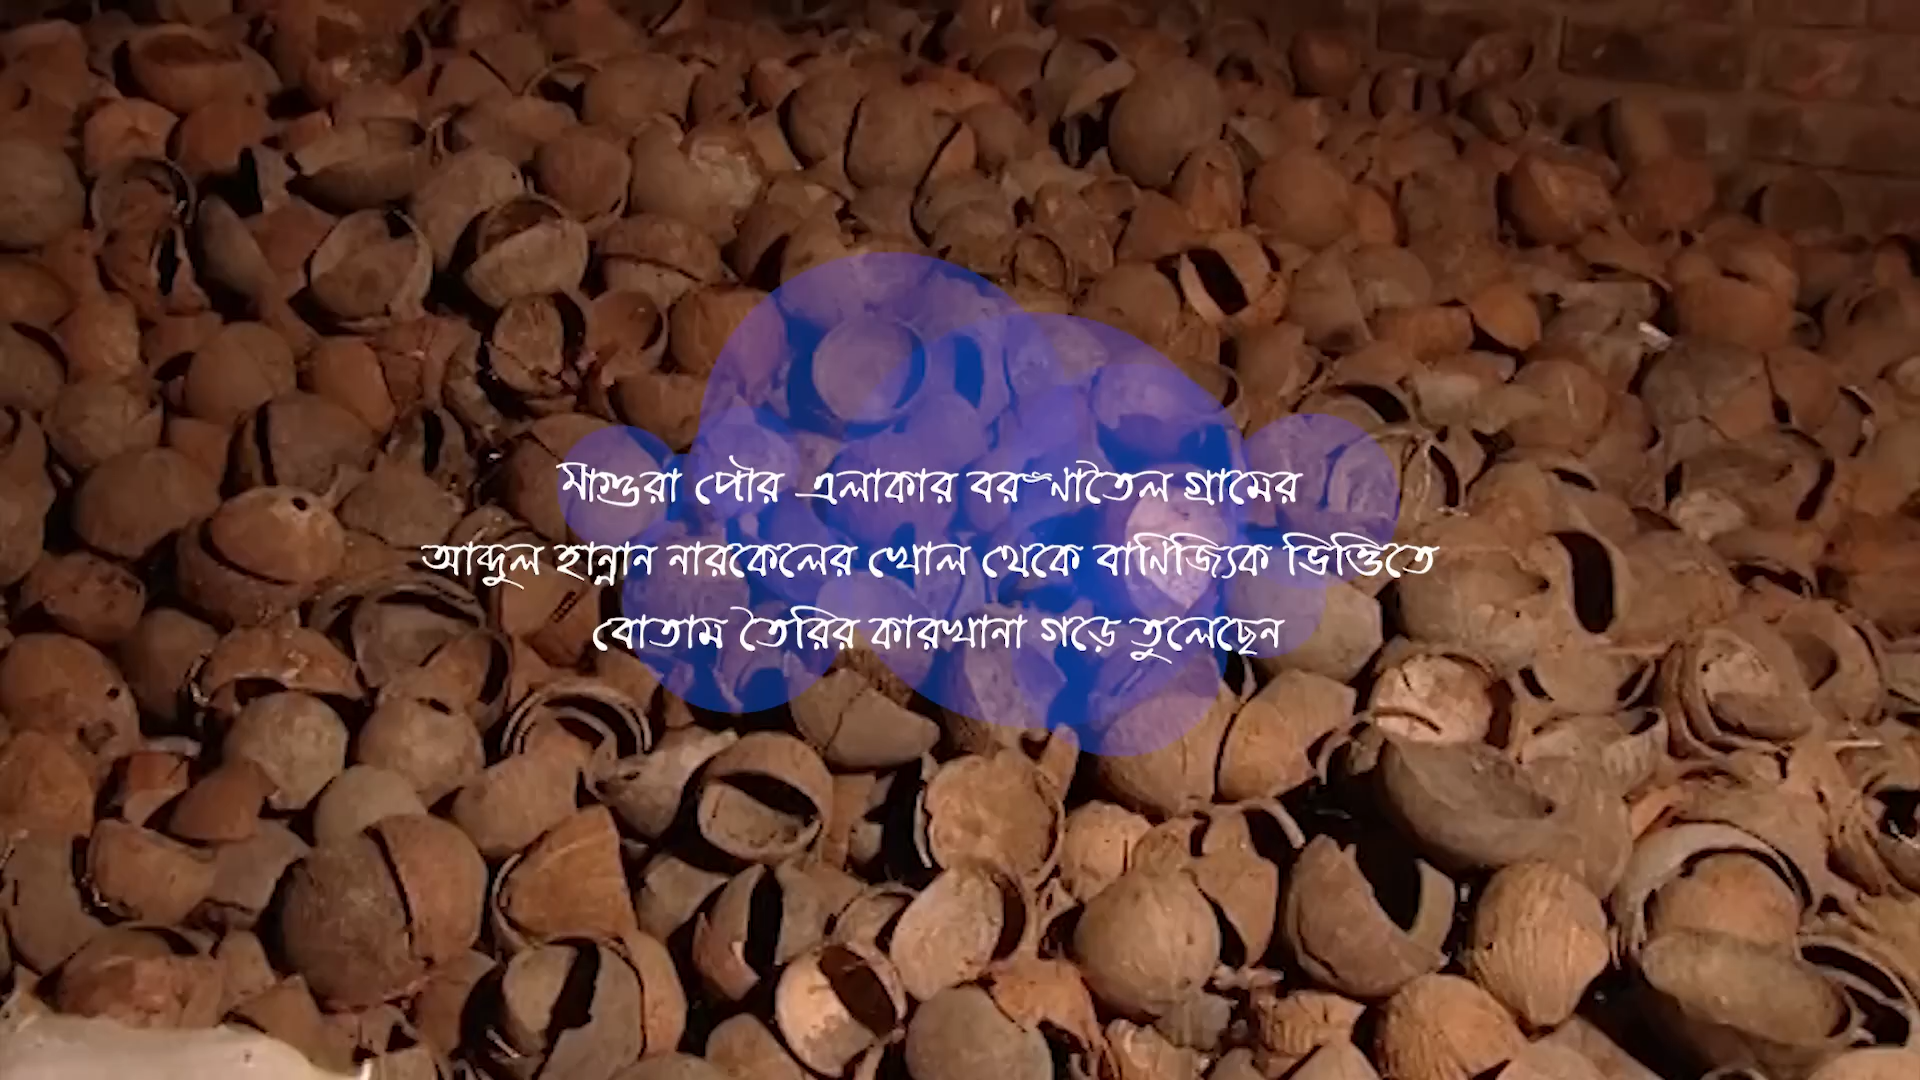 মাগুরা পৌর এলাকার বরুনাতৈল গ্রামের
আব্দুল হান্নান নারকেলের খোল থেকে বাণিজ্যিক ভিত্তিতে
বোতাম তৈরির কারখানা গড়ে তুলেছেন